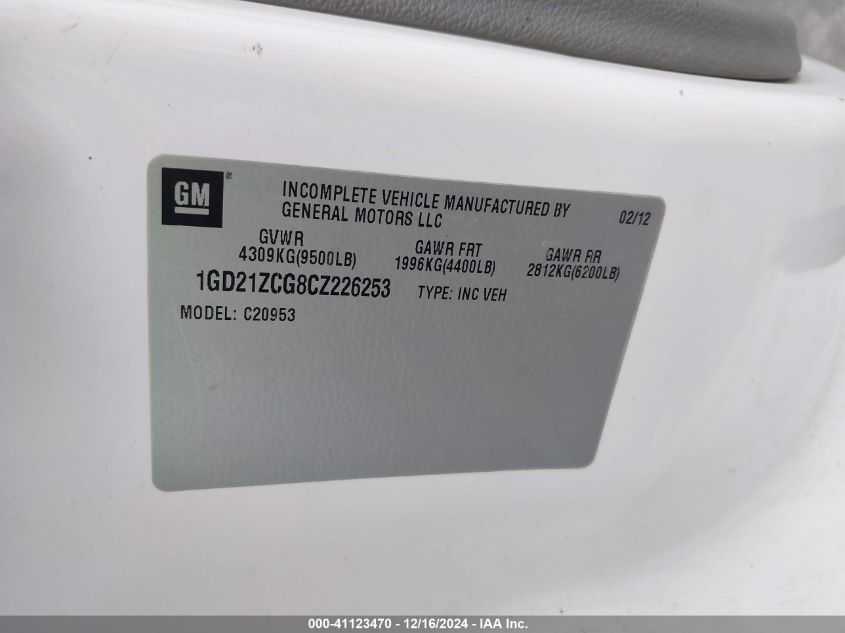 GM ® INCOMPLETE VEHICLE MANUFACTURED BY 02/12
GENERAL MOTORS LLC
GVWR GAWR FRT GAWR RR
4309KG(9500LB) 1996KG(4400LB) 2812KG(6200LB)
1GD21ZCG8CZ226253 TYPE: INC VEH
MODEL: C20953
000-41123470 - 12/16/2024 - IAA Inc.